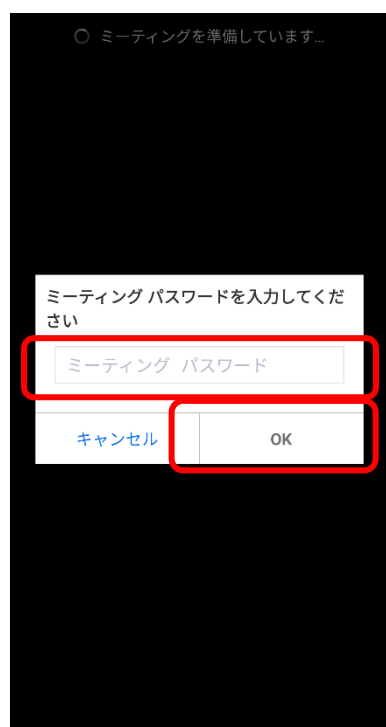 ミーティングを準備しています...
ミーティング パスワードを入力してくだ
さい
ミーティング パスワード
キャンセル
OK